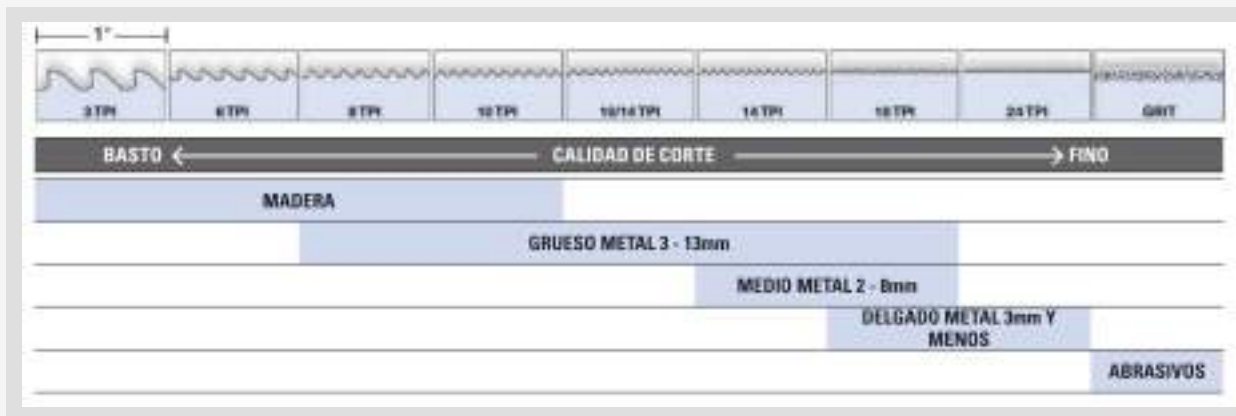 1"
3 TPI 6 TPI 8 TPI 10 TPI 10/14 TPI 14 TPI 18 TPI 24 TPI GRIT
BASTO ← CALIDAD DE CORTE → FINO
MADERA
GRUESO METAL 3 - 13mm
MEDIO METAL 2 - 8mm
DELGADO METAL 3mm Y
MENOS
ABRASIVOS